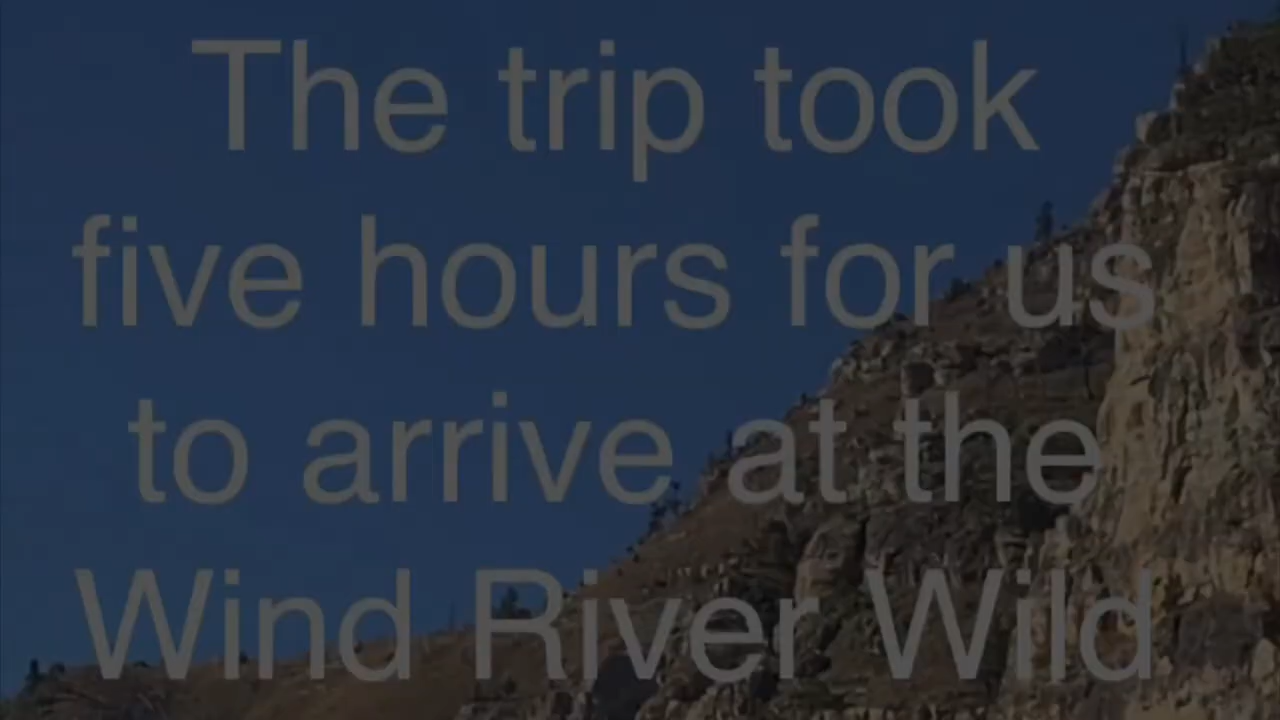 The trip took
five hours for us
to arrive at the
Wind River Wild